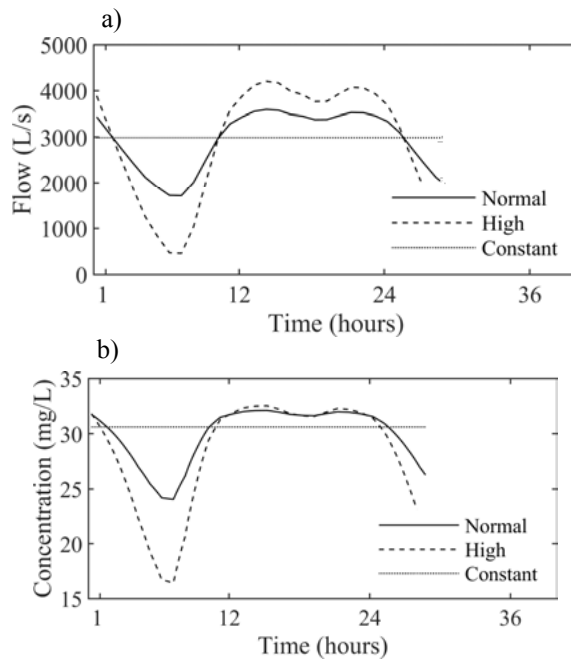 a)
5000
4000
3000
2000
1000
0
Flow (L/s)
Normal
High
Constant
1 12 24 36
Time (hours)
b)
35
30
25
20
15
Concentration (mg/L)
Normal
High
Constant
1 12 24 36
Time (hours)